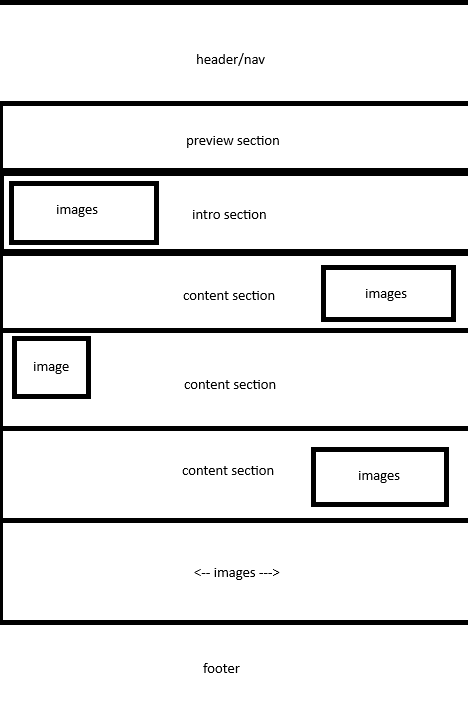 header/nav
preview section
images
intro section
content section
images
image
content section
content section
images
<-- images --->
footer